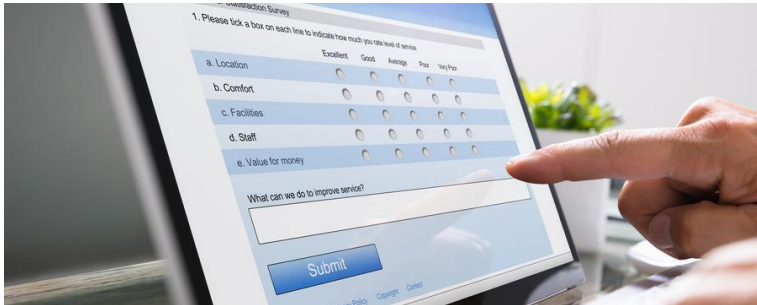 Satisfaction Survey
1. Please tick a box on each line to indicate how much you rate level of service
Excellent Good Average Poor Very Poor
a. Location
b. Comfort
c. Facilities
d. Staff
e. Value for money
What can we do to improve service?
Submit
Policy Copyright Contact